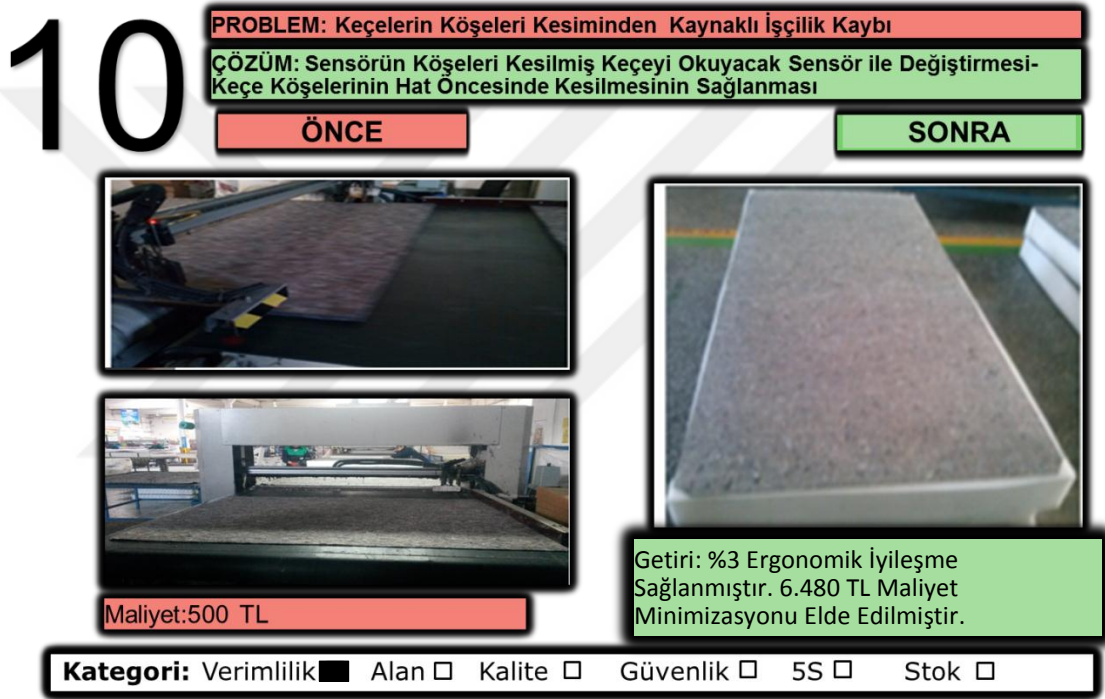 10
PROBLEM: Keçelerin Köşeleri Kesiminden Kaynaklı İşçilik Kaybı
ÇÖZÜM: Sensörün Köşeleri Kesilmiş Keçeyi Okuyacak Sensör ile Değiştirmesi-
Keçe Köşelerinin Hat Öncesinde Kesilmesinin Sağlanması
ÖNCE
SONRA
Maliyet:500 TL
Getiri: %3 Ergonomik İyileşme
Sağlanmıştır. 6.480 TL Maliyet
Minimizasyonu Elde Edilmiştir.
Kategori: Verimlilik■ Alan □ Kalite □ Güvenlik □ 5S □ Stok □